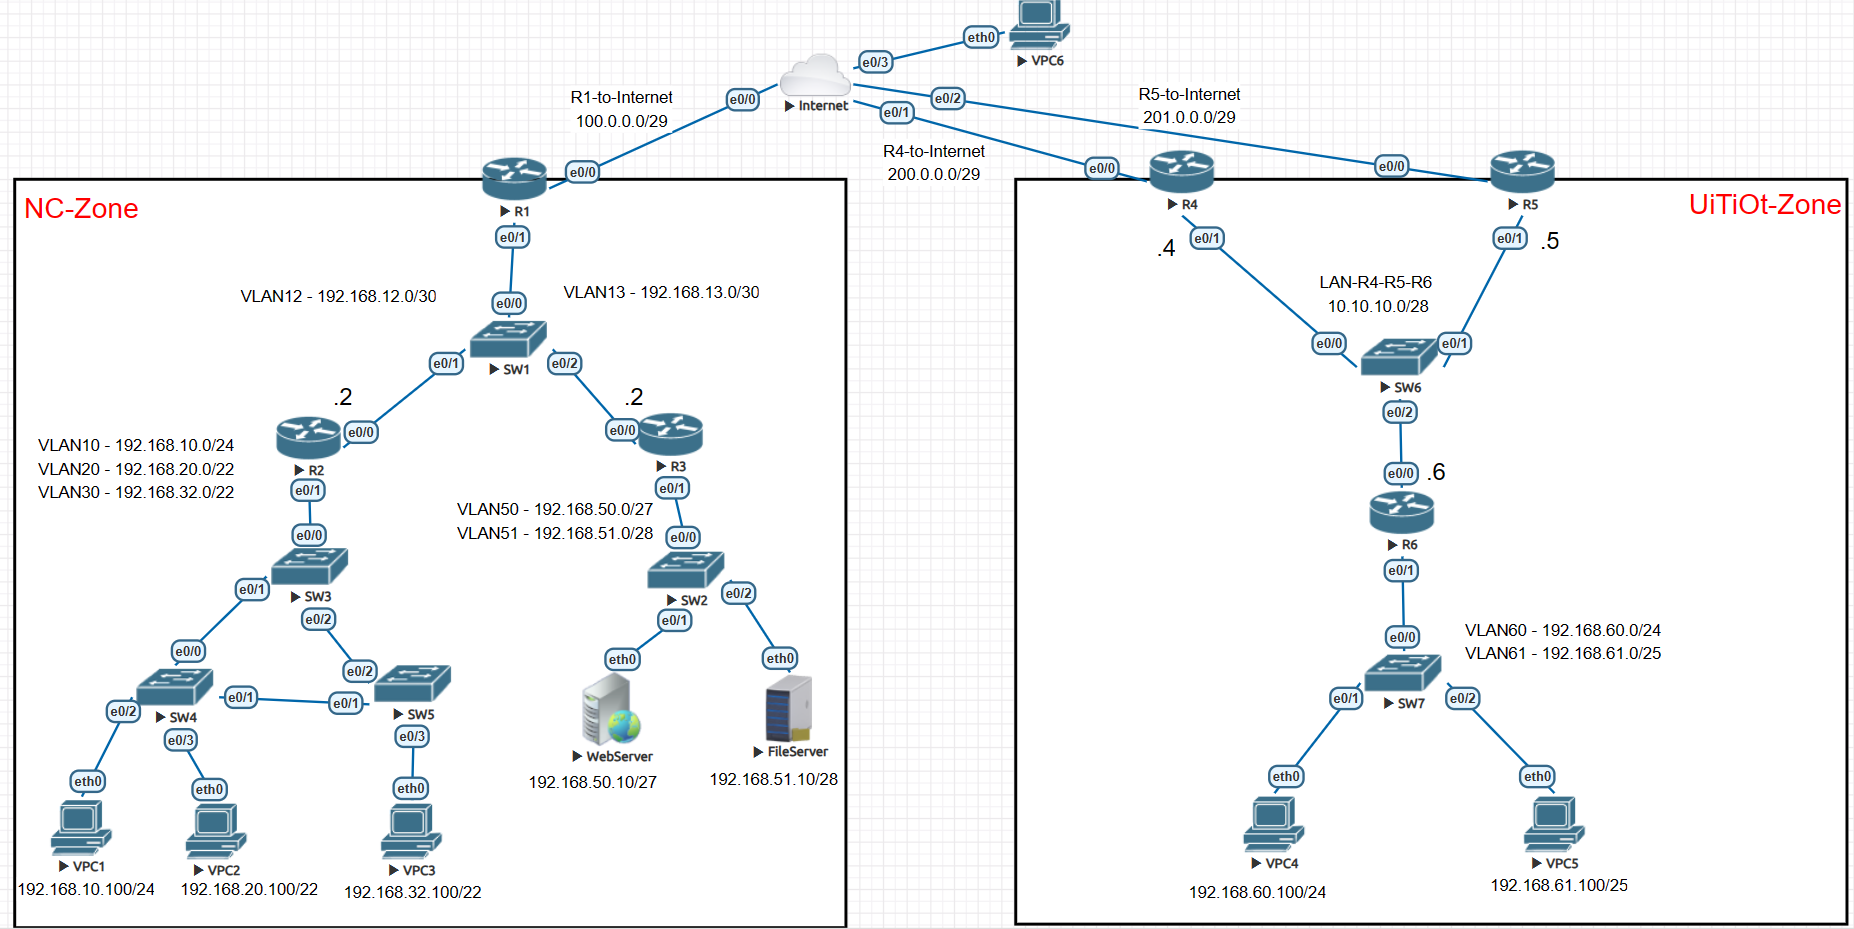 eth0
e0/3
VPC6
R1-to-Internet
100.0.0.0/29
e0/0
Internet
e0/2
e0/1
R5-to-Internet
201.0.0.0/29
R4-to-Internet
200.0.0.0/29
e0/0
e0/0
e0/0
NC-Zone
R1
e0/1
VLAN12 - 192.168.12.0/30
VLAN13 - 192.168.13.0/30
e0/0
SW1
e0/1
e0/2
.2
.2
e0/0
e0/0
VLAN10 - 192.168.10.0/24
VLAN20 - 192.168.20.0/22
VLAN30 - 192.168.32.0/22
R2
R3
e0/1
e0/1
VLAN50 - 192.168.50.0/27
VLAN51 - 192.168.51.0/28
e0/0
e0/0
SW3
SW2
e0/1
e0/2
e0/1
e0/2
e0/0
e0/2
eth0
eth0
e0/1
e0/1
e0/2
SW4
SW5
e0/3
e0/3
WebServer
FileServer
192.168.50.10/27
192.168.51.10/28
eth0
eth0
eth0
VPC1
VPC2
VPC3
192.168.10.100/24
192.168.20.100/22
192.168.32.100/22
UiTiOt-Zone
R4
R5
.4
e0/1
e0/1
.5
LAN-R4-R5-R6
10.10.10.0/28
e0/0
e0/1
SW6
e0/2
e0/0
.6
R6
e0/1
VLAN60 - 192.168.60.0/24
VLAN61 - 192.168.61.0/25
e0/0
SW7
e0/1
e0/2
eth0
eth0
VPC4
VPC5
192.168.60.100/24
192.168.61.100/25